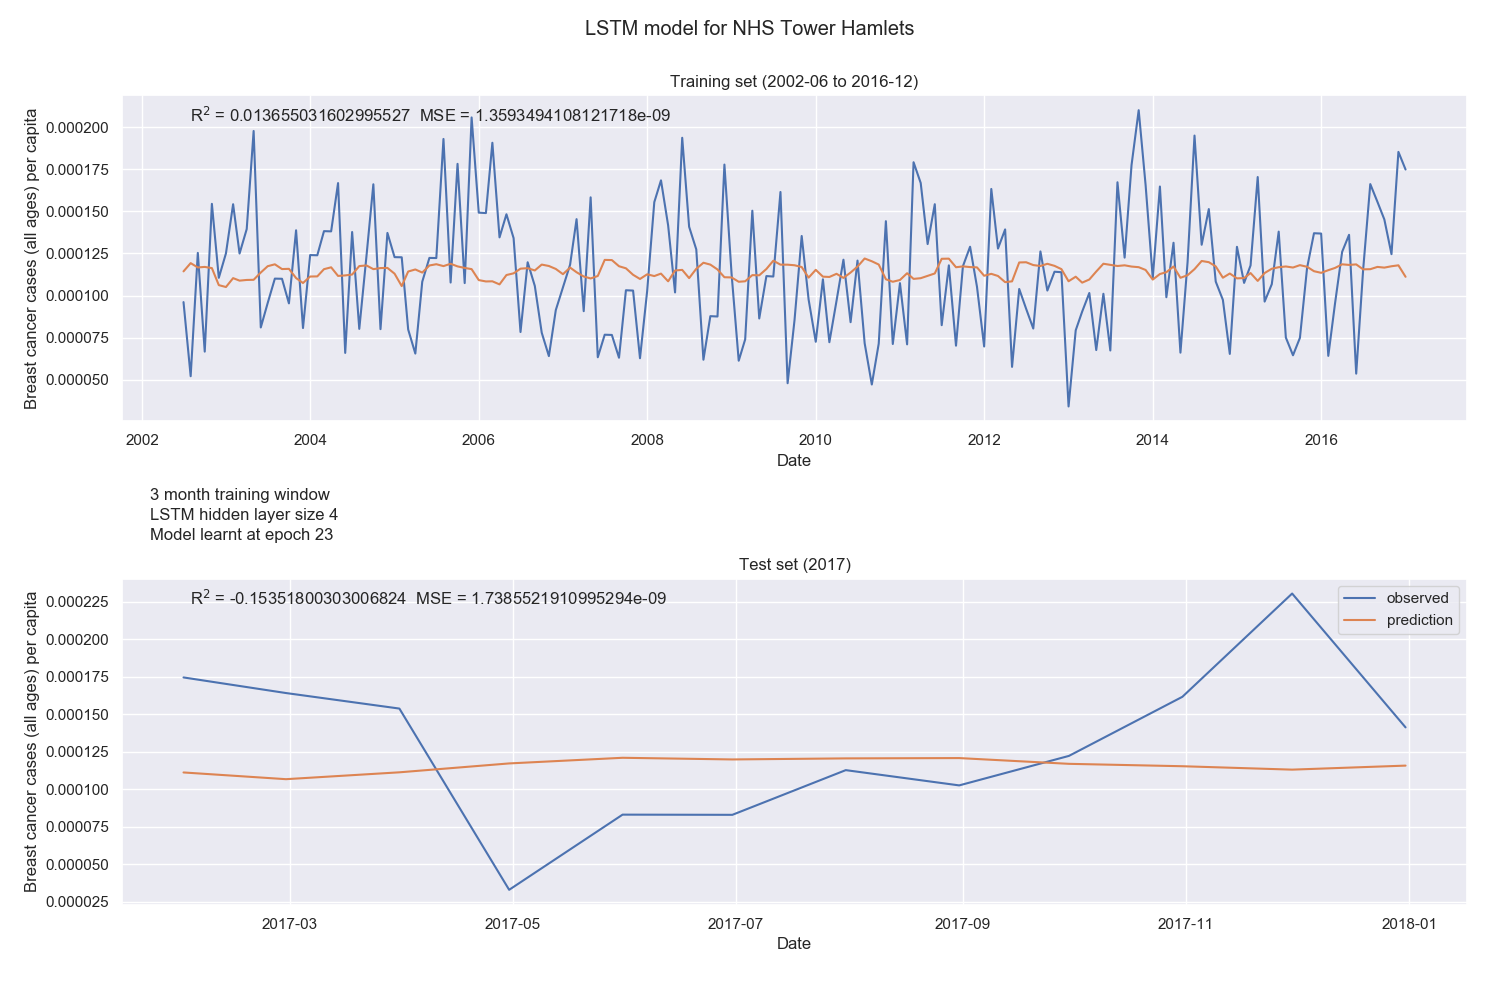 LSTM model for NHS Tower Hamlets
Training set (2002-06 to 2016-12)
R² = 0.013655031602995527 MSE = 1.3593494108121718e-09
Breast cancer cases (all ages) per capita
0.000200
0.000175
0.000150
0.000125
0.000100
0.000075
0.000050
2002 2004 2006 2008 2010 2012 2014 2016
Date
3 month training window
LSTM hidden layer size 4
Model learnt at epoch 23
Test set (2017)
R² = -0.15351800303006824 MSE = 1.7385521910995294e-09
observed
prediction
Breast cancer cases (all ages) per capita
0.000225
0.000200
0.000175
0.000150
0.000125
0.000100
0.000075
0.000050
0.000025
2017-03 2017-05 2017-07 2017-09 2017-11 2018-01
Date